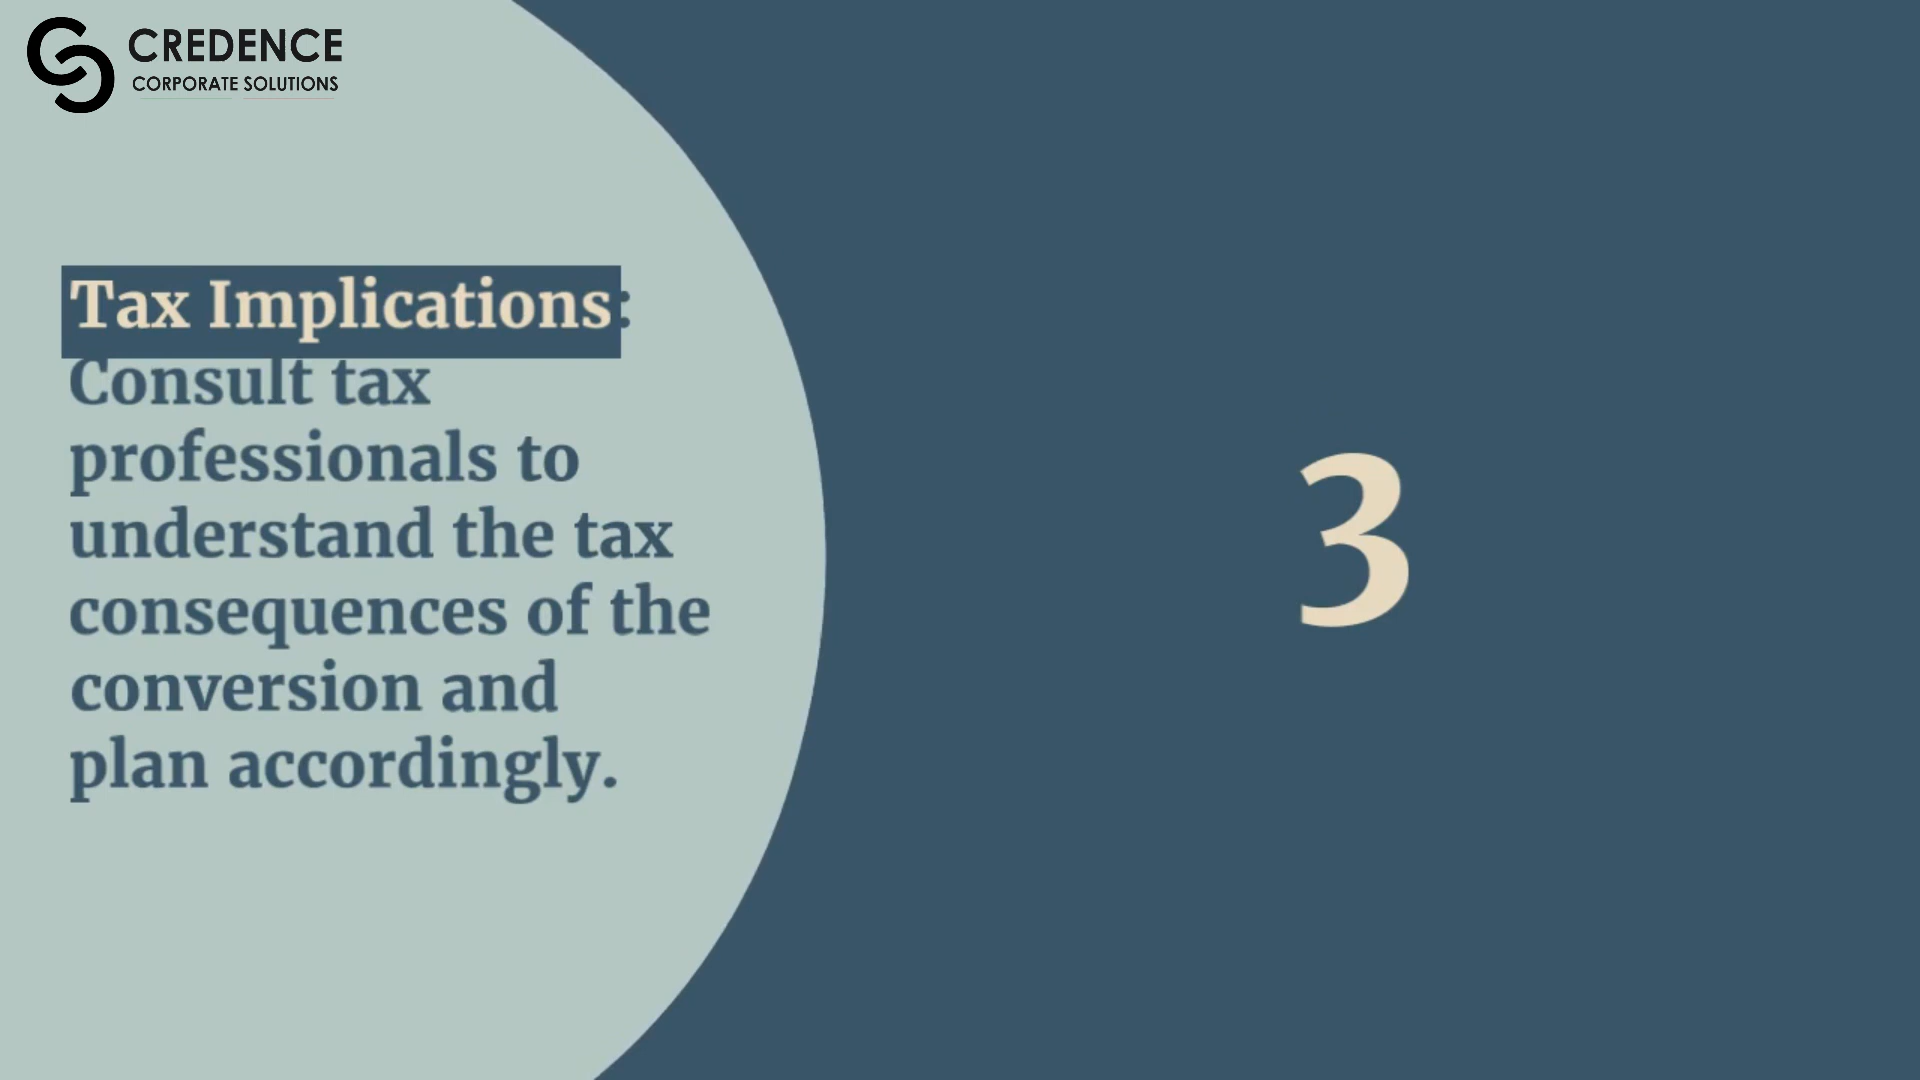 CREDENCE
CORPORATE SOLUTIONS
Tax Implications:
Consult tax
professionals to
understand the tax
consequences of the
conversion and
plan accordingly.
3